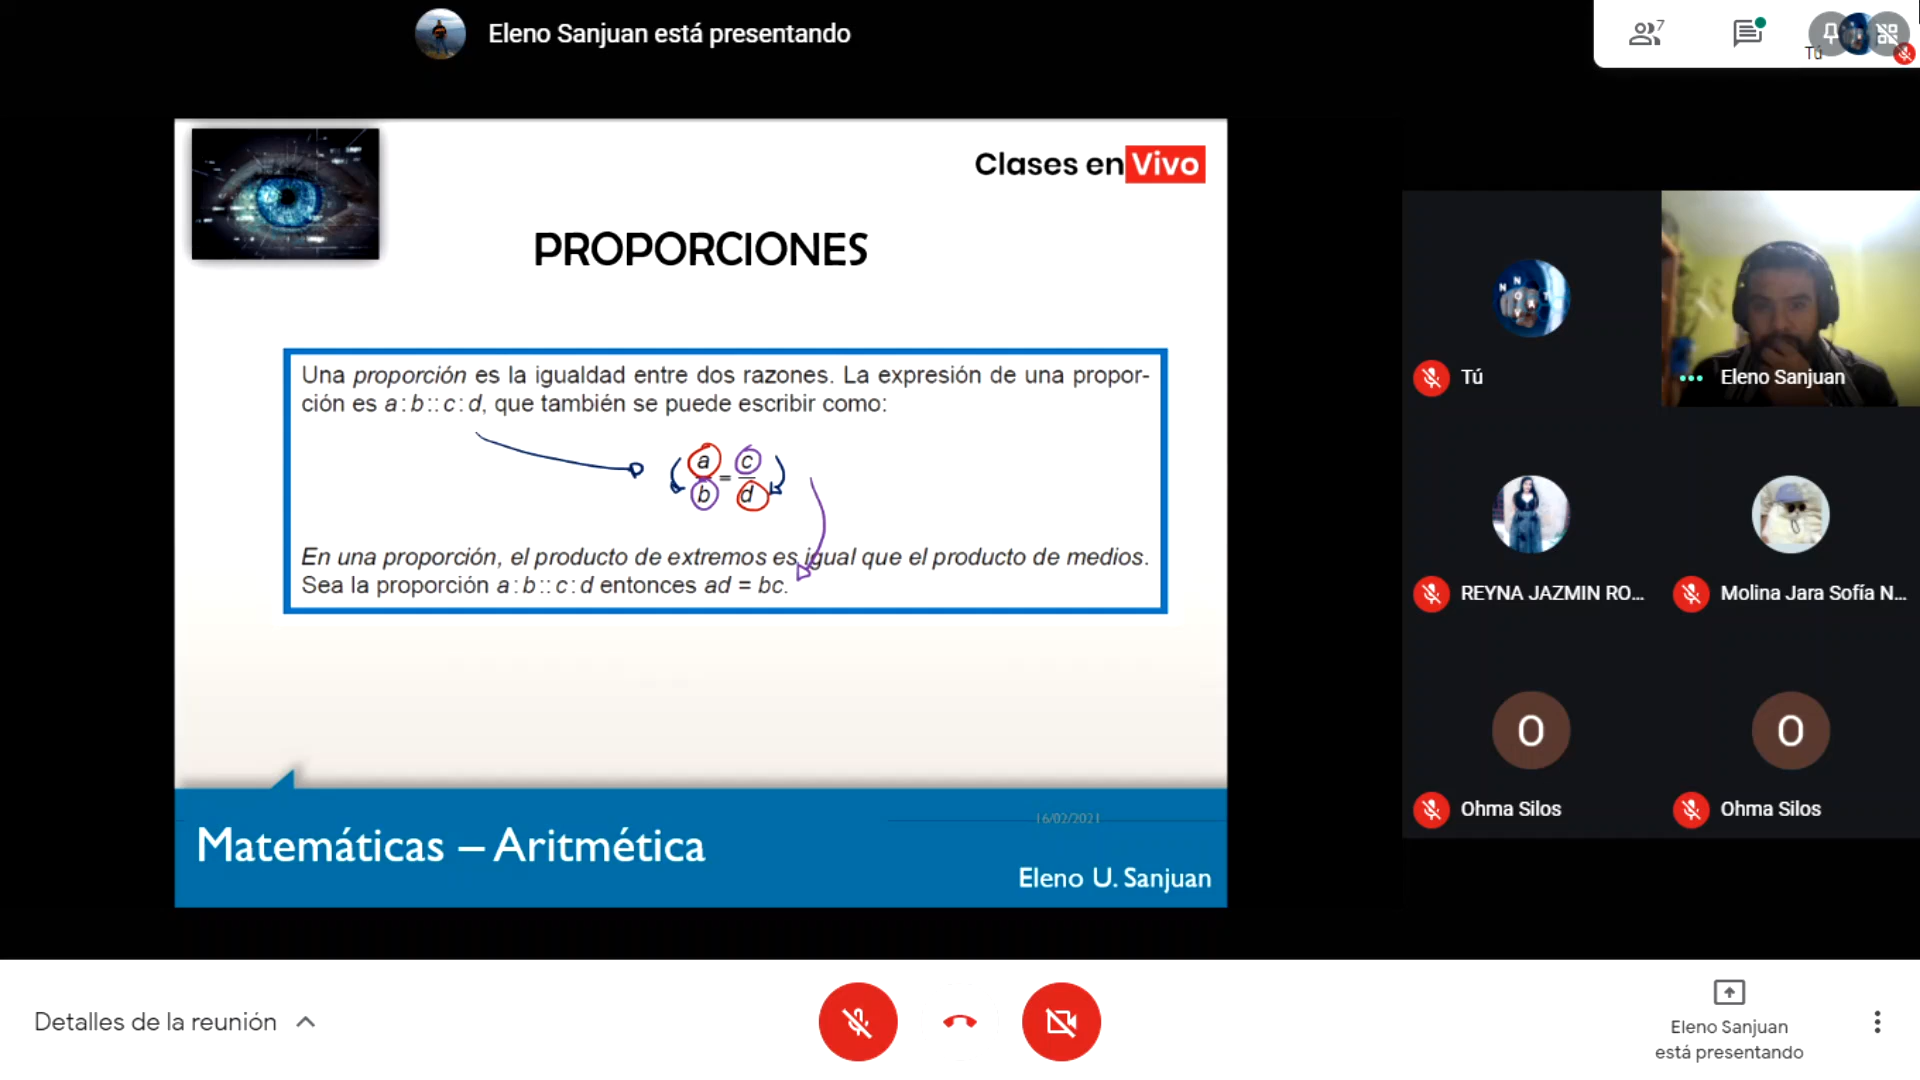 Eleno Sanjuan está presentando
7
Tú
Clases en Vivo
PROPORCIONES
Una proporción es la igualdad entre dos razones. La expresión de una propor-
ción es a : b :: c : d, que también se puede escribir como:
a/b = c/d
En una proporción, el producto de extremos es igual que el producto de medios.
Sea la proporción a : b :: c : d entonces ad = bc.
16/02/2021
Matemáticas – Aritmética
Eleno U. Sanjuan
Tú
Eleno Sanjuan
REYNA JAZMIN RO...
Molina Jara Sofía N...
O
O
Ohma Silos
Ohma Silos
Detalles de la reunión
Eleno Sanjuan
está presentando